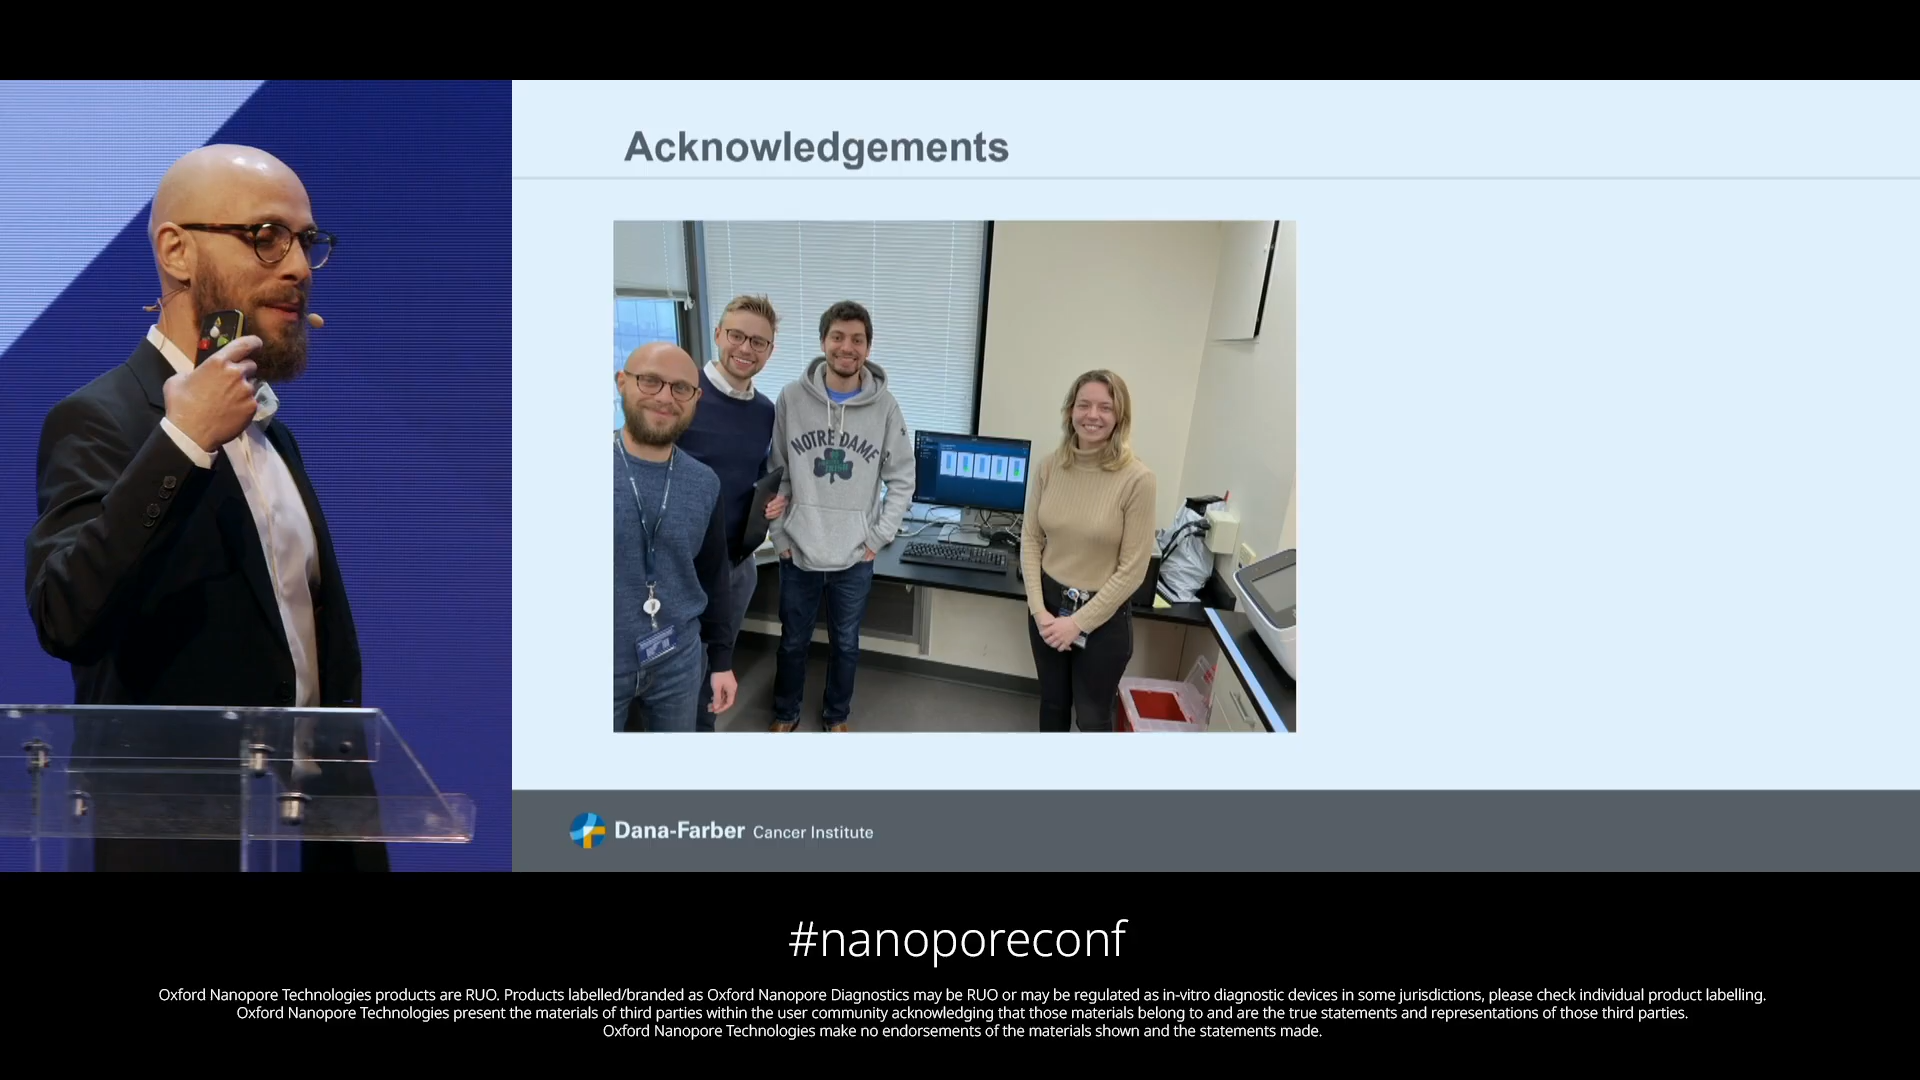 Acknowledgements
NOTRE DAME
IRISH
Dana-Farber Cancer Institute
#nanoporeconf
Oxford Nanopore Technologies products are RUO. Products labelled/branded as Oxford Nanopore Diagnostics may be RUO or may be regulated as in-vitro diagnostic devices in some jurisdictions, please check individual product labelling.
Oxford Nanopore Technologies present the materials of third parties within the user community acknowledging that those materials belong to and are the true statements and representations of those third parties.
Oxford Nanopore Technologies make no endorsements of the materials shown and the statements made.